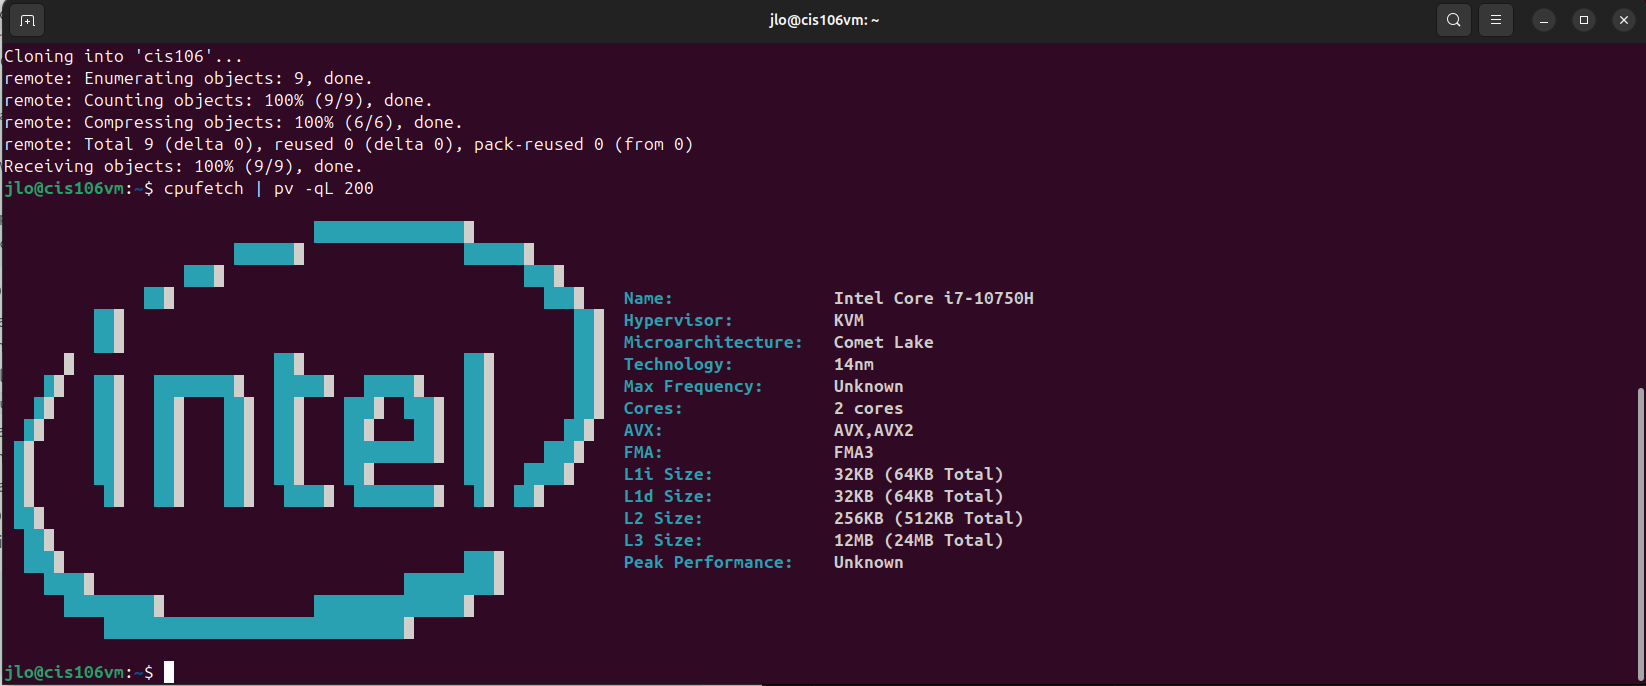 jlo@cis106vm: ~
Cloning into 'cis106'...
remote: Enumerating objects: 9, done.
remote: Counting objects: 100% (9/9), done.
remote: Compressing objects: 100% (6/6), done.
remote: Total 9 (delta 0), reused 0 (delta 0), pack-reused 0 (from 0)
Receiving objects: 100% (9/9), done.
jlo@cis106vm:~$ cpufetch | pv -qL 200
intel
Name: Intel Core i7-10750H
Hypervisor: KVM
Microarchitecture: Comet Lake
Technology: 14nm
Max Frequency: Unknown
Cores: 2 cores
AVX: AVX,AVX2
FMA: FMA3
L1i Size: 32KB (64KB Total)
L1d Size: 32KB (64KB Total)
L2 Size: 256KB (512KB Total)
L3 Size: 12MB (24MB Total)
Peak Performance: Unknown
jlo@cis106vm:~$